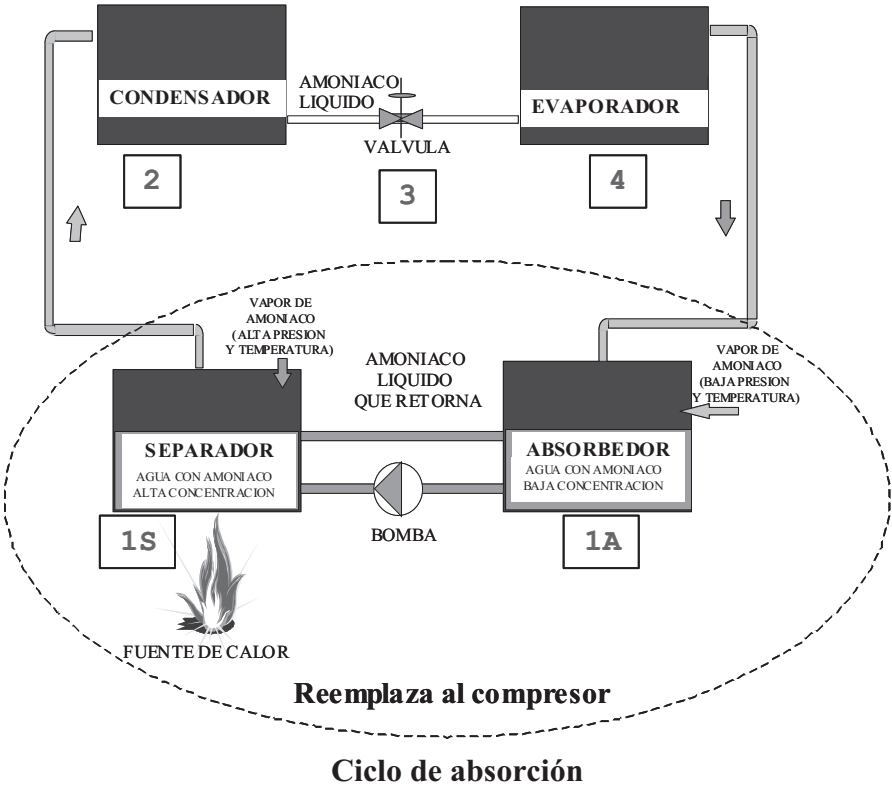 CONDENSADOR
AMONIACO
LIQUIDO
VALVULA
EVAPORADOR
2
3
4
VAPOR DE
AMONIACO
(ALTA PRESION
Y TEMPERATURA)
AMONIACO
LIQUIDO
QUE RETORNA
VAPOR DE
AMONIACO
(BAJA PRESION
Y TEMPERATURA)
SEPARADOR
AGUA CON AMONIACO
ALTA CONCENTRACION
ABSORBEDOR
AGUA CON AMONIACO
BAJA CONCENTRACION
BOMBA
1S
1A
FUENTE DE CALOR
Reemplaza al compresor
Ciclo de absorción